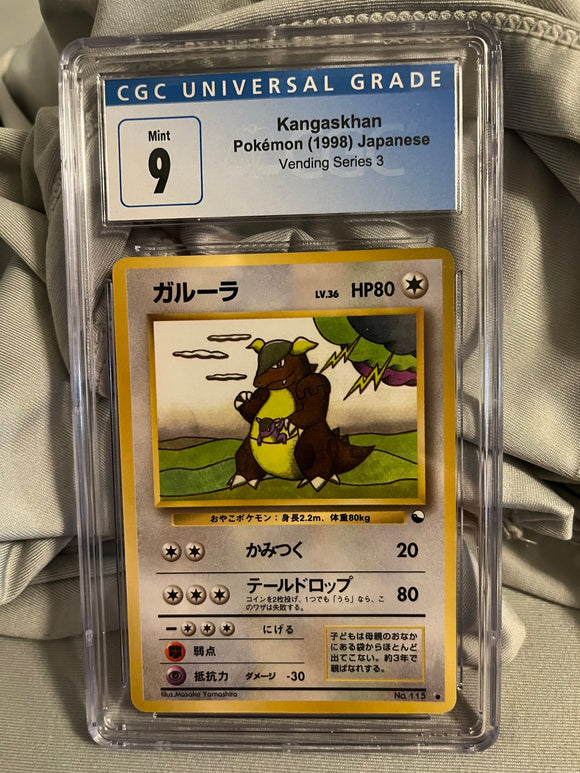 CGC UNIVERSAL GRADE
Mint
9
Kangaskhan
Pokémon (1998) Japanese
Vending Series 3
ガルーラ LV.36 HP80
おやこポケモン：身長2.2m、体重80kg
かみつく 20
テールドロップ 80
コインを2枚投げ、1つでも「うら」なら、こ
のワザは失敗する。
ー にげる
弱点
抵抗力 ダメージ -30
子どもは母親のおなか
にある袋からほとんど
出てこない。約3年で
親ばなれする。
Illus.Masako Yamashita
No. 115